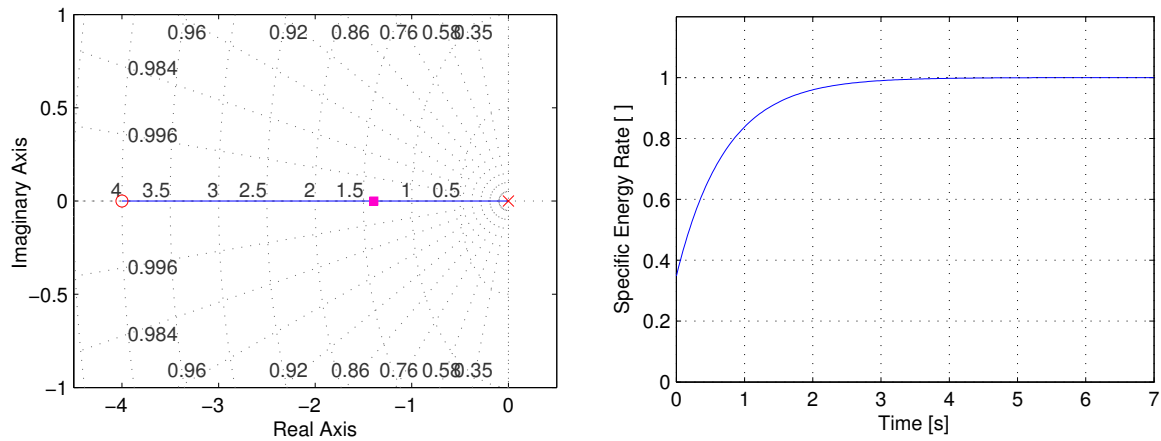 1
0.96 0.92 0.86 0.76 0.58 0.35
0.984
0.5
0.996
4 3.5 3 2.5 2 1.5 1 0.5
0
0.996
−0.5
0.984
0.96 0.92 0.86 0.76 0.58 0.35
−1
−4 −3 −2 −1 0
Real Axis
Imaginary Axis
1
0.8
0.6
0.4
0.2
0
0 1 2 3 4 5 6 7
Time [s]
Specific Energy Rate [ ]